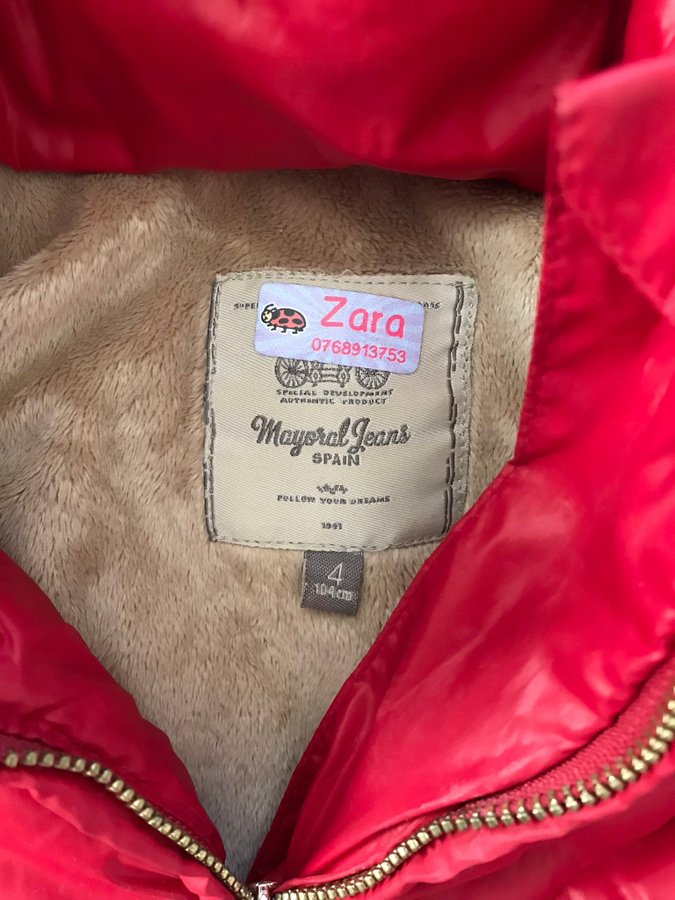 Zara
0768913753
SPECIAL DEVELOPMENT
AUTHENTIC PRODUCT
Mayoral Jeans
SPAIN
FOLLOW YOUR DREAMS
1941
4
104cm